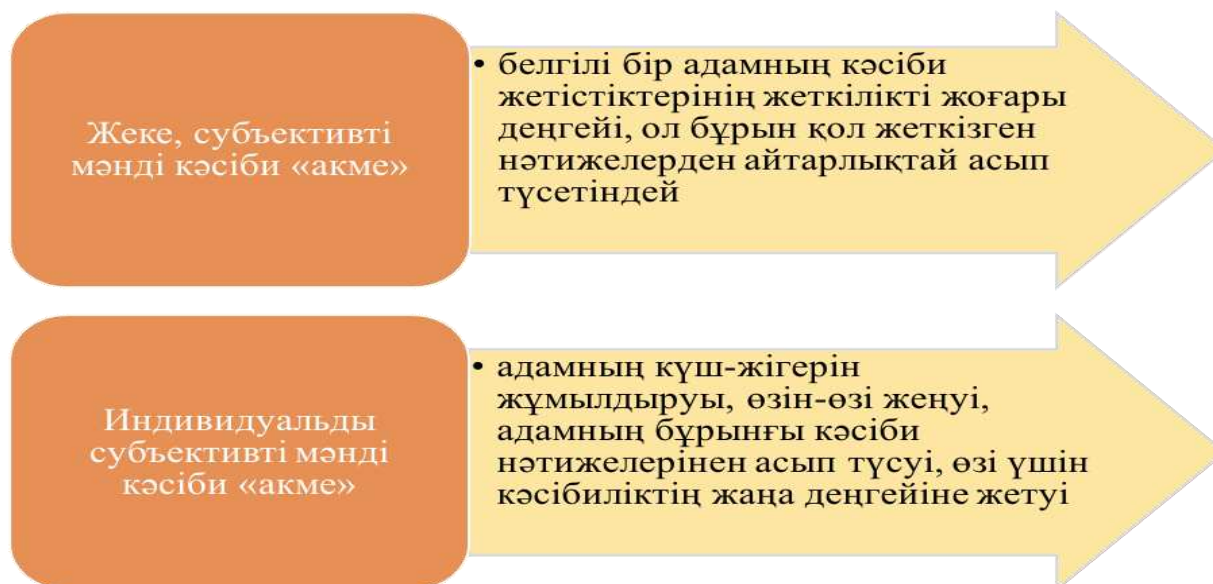 Жеке, субъективті
мәнді кәсіби «акме»
• белгілі бір адамның кәсіби
жетістіктерінің жеткілікті жоғары
деңгейі, ол бұрын қол жеткізген
нәтижелерден айтарлықтай асып
түсетіндей
Индивидуальды
субъективті мәнді
кәсіби «акме»
• адамның күш-жігерін
жұмылдыруы, өзін-өзі жеңуі,
адамның бұрынғы кәсіби
нәтижелерінен асып түсуі, өзі үшін
кәсібиліктің жаңа деңгейіне жетуі